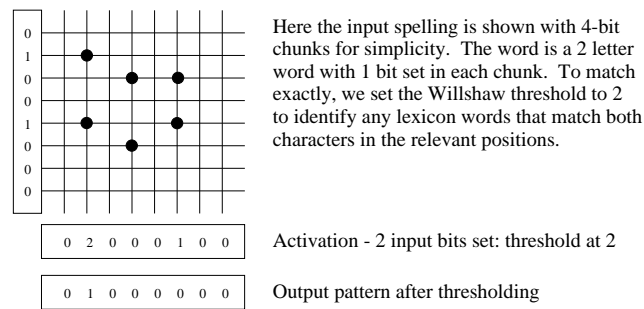 0
1
0
0
1
0
0
0
Here the input spelling is shown with 4-bit
chunks for simplicity. The word is a 2 letter
word with 1 bit set in each chunk. To match
exactly, we set the Willshaw threshold to 2
to identify any lexicon words that match both
characters in the relevant positions.
0 2 0 0 0 1 0 0 Activation - 2 input bits set: threshold at 2
0 1 0 0 0 0 0 0 Output pattern after thresholding